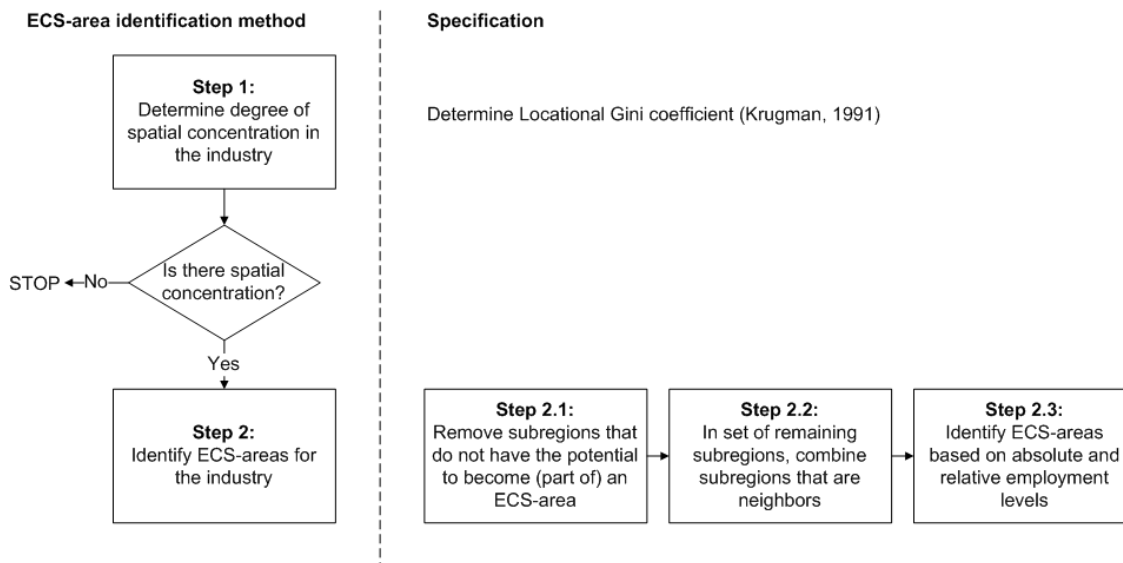 ECS-area identification method
Specification
Step 1:
Determine degree of
spatial concentration in
the industry
Determine Locational Gini coefficient (Krugman, 1991)
Is there spatial
concentration?
No
STOP
Yes
Step 2:
Identify ECS-areas for
the industry
Step 2.1:
Remove subregions that
do not have the potential
to become (part of) an
ECS-area
Step 2.2:
In set of remaining
subregions, combine
subregions that are
neighbors
Step 2.3:
Identify ECS-areas
based on absolute and
relative employment
levels